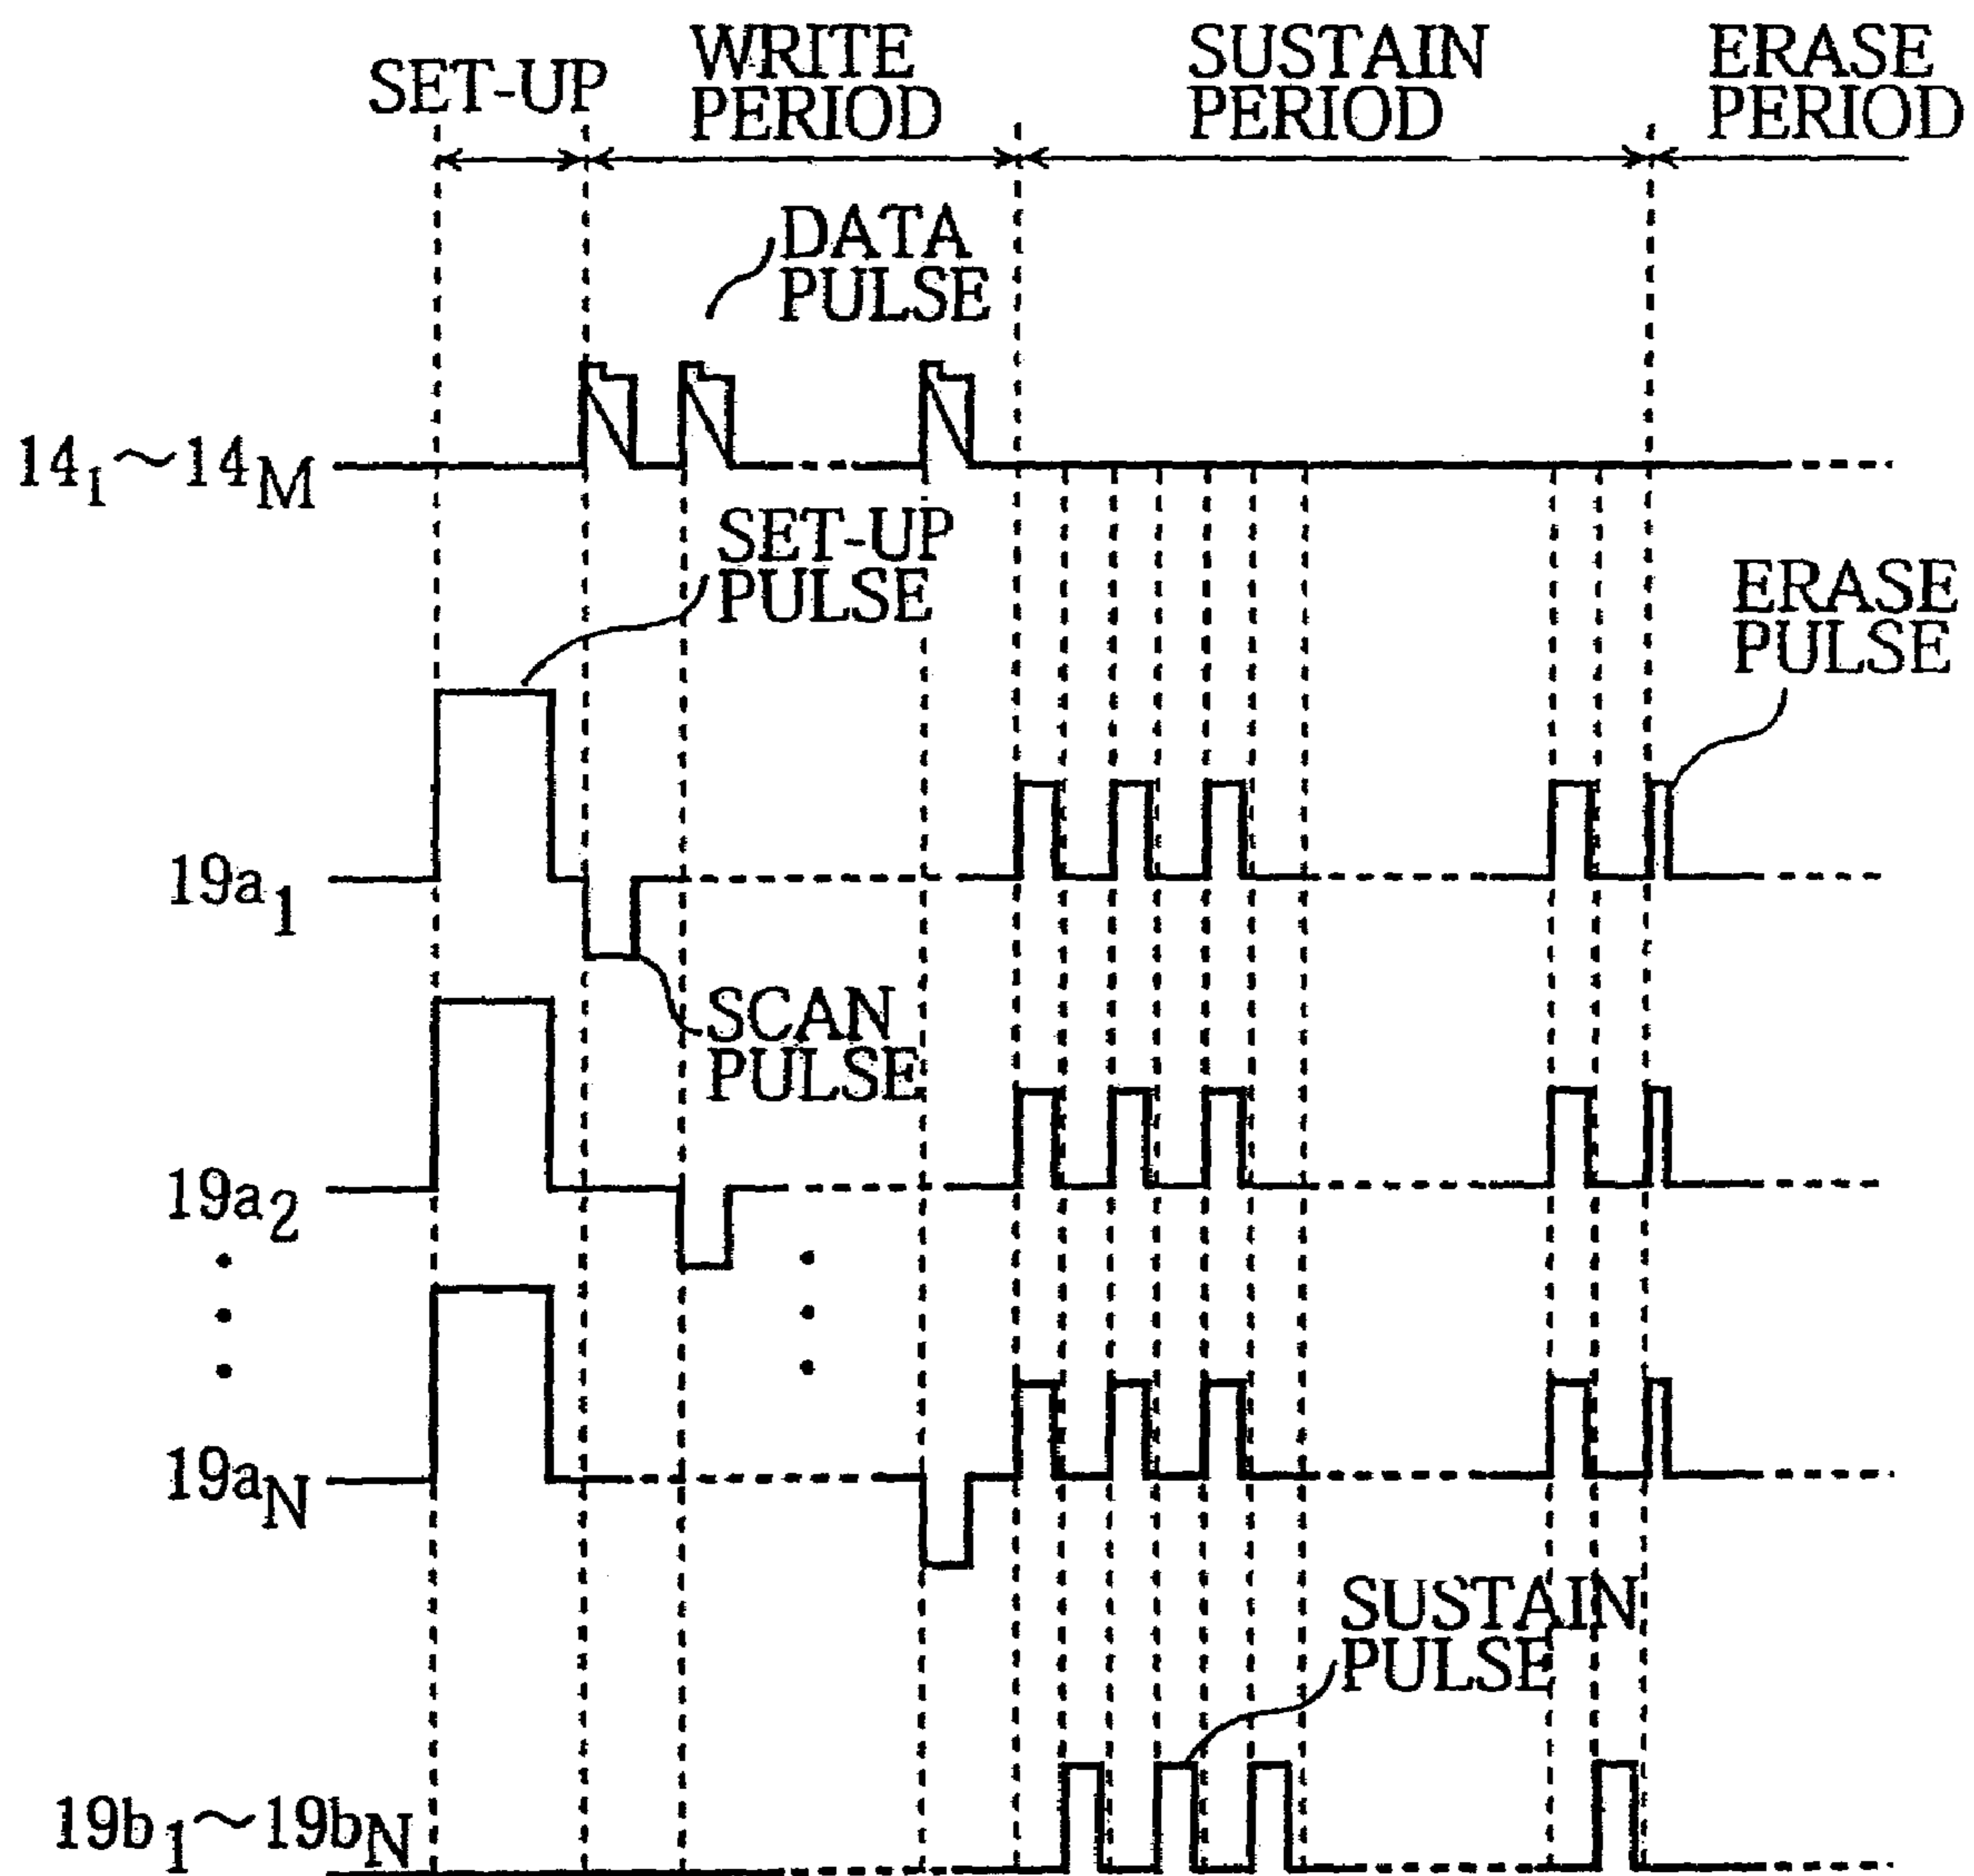 SET-UP
WRITE
PERIOD
SUSTAIN
PERIOD
ERASE
PERIOD
DATA
PULSE
14₁~14M
SET-UP
PULSE
ERASE
PULSE
19a₁
SCAN
PULSE
19a₂
19aN
SUSTAIN
PULSE
19b₁~19bN